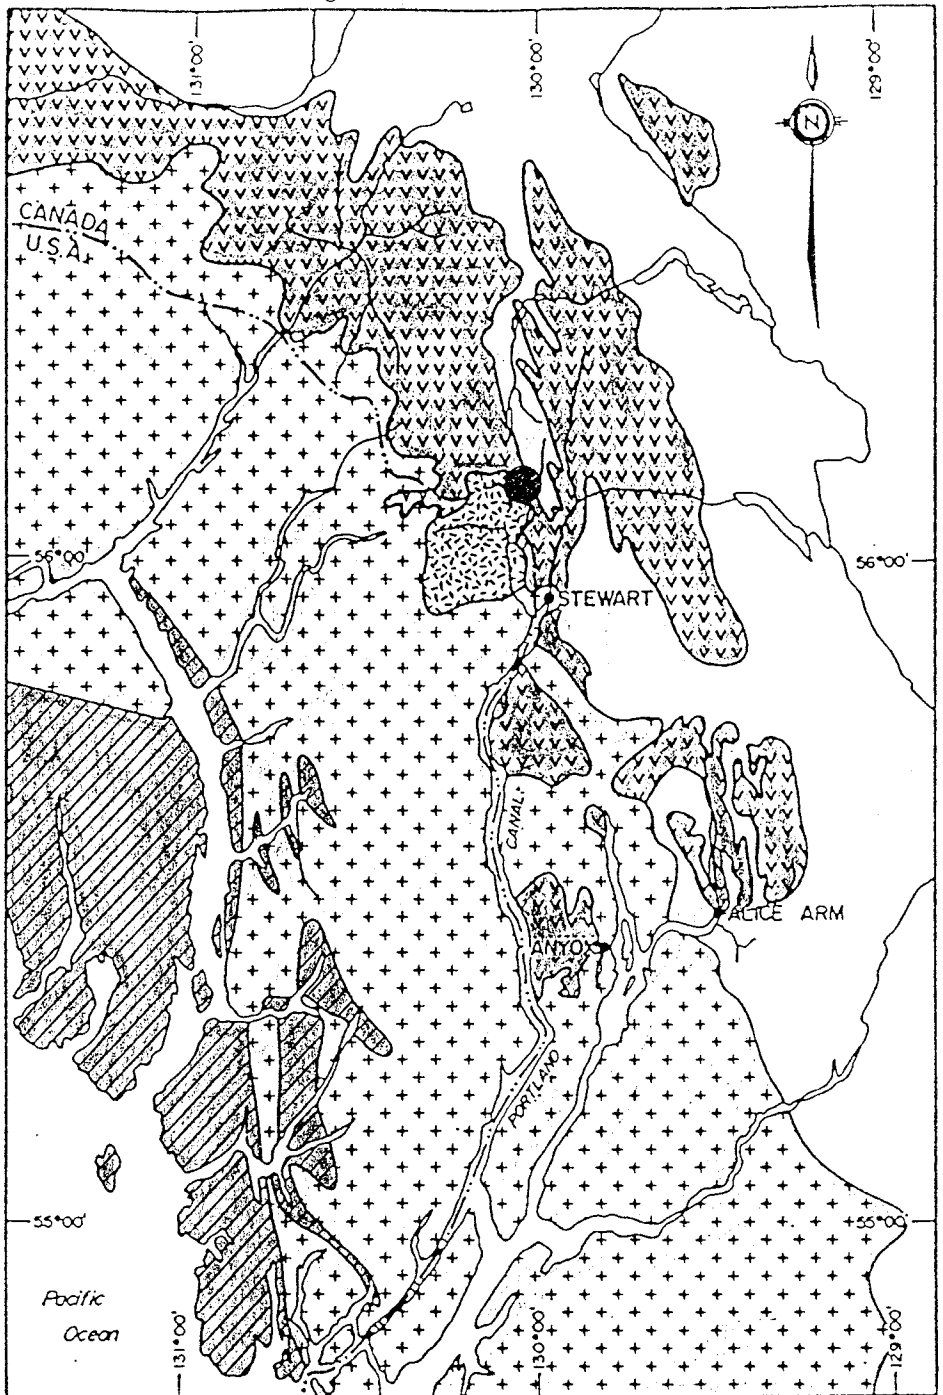 131°00'
130°00'
129°00'
N
CANADA
U.S.A.
56°00'
56°00'
STEWART
CANAL
ALICE ARM
ANYOX
PORTLAND
55°00'
55°00'
Pacific
Ocean
131°00'
130°00'
129°00'